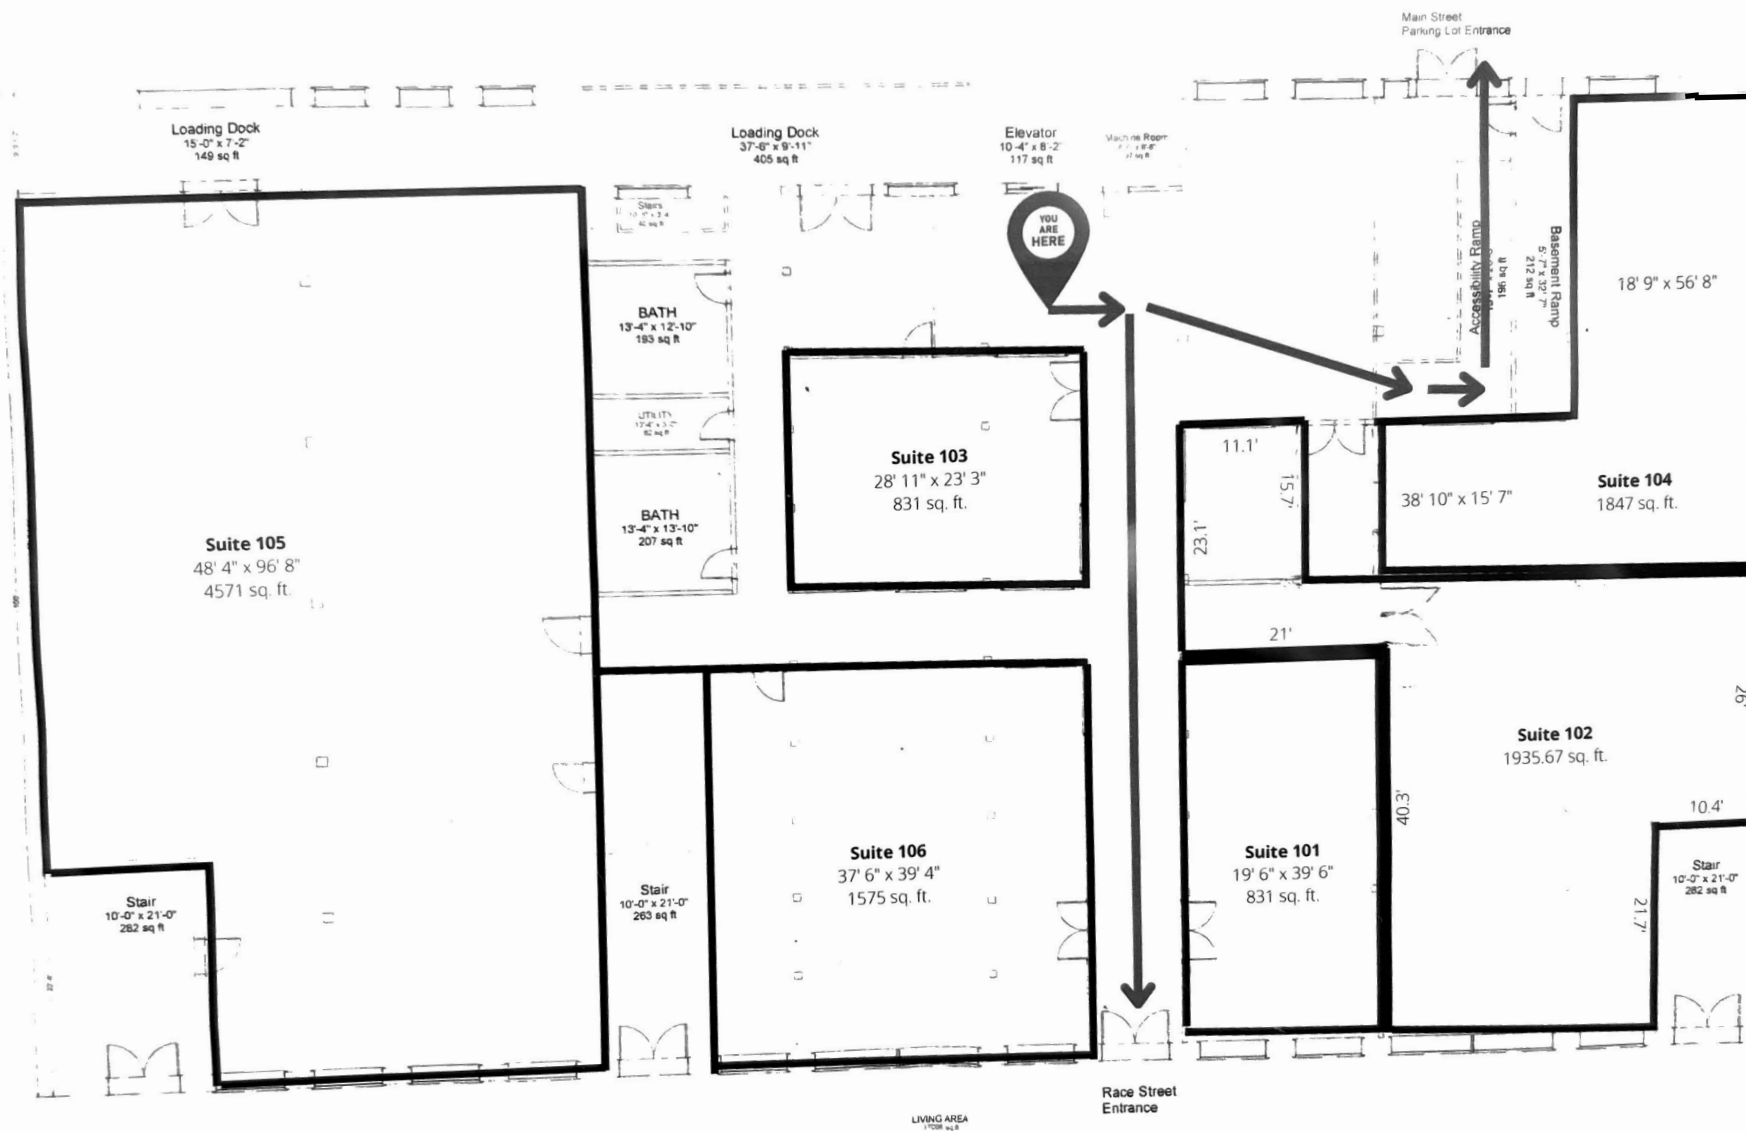 Main Street
Parking Lot Entrance
Loading Dock
15'-0" x 7'-2"
149 sq ft
Loading Dock
37'-6" x 9'-11"
405 sq ft
Elevator
10'-4" x 8'-2"
117 sq ft
Machine Room
Stairs
YOU
ARE
HERE
Accessibility Ramp
196 sq ft
Basement Ramp
5'-7" x 32'-7"
212 sq ft
18' 9" x 56' 8"
BATH
13'-4" x 12'-10"
193 sq ft
UTILITY
BATH
13'-4" x 13'-10"
207 sq ft
Suite 103
28' 11" x 23' 3"
831 sq. ft.
11.1'
15.7'
23.1'
21'
38' 10" x 15' 7"
Suite 104
1847 sq. ft.
Suite 105
48' 4" x 96' 8"
4571 sq. ft.
26'
Suite 102
1935.67 sq. ft.
40.3'
10.4'
21.7'
Suite 106
37' 6" x 39' 4"
1575 sq. ft.
Suite 101
19' 6" x 39' 6"
831 sq. ft.
Stair
10'-0" x 21'-0"
282 sq ft
Stair
10'-0" x 21'-0"
263 sq ft
Stair
10'-0" x 21'-0"
282 sq ft
Race Street
Entrance
LIVING AREA